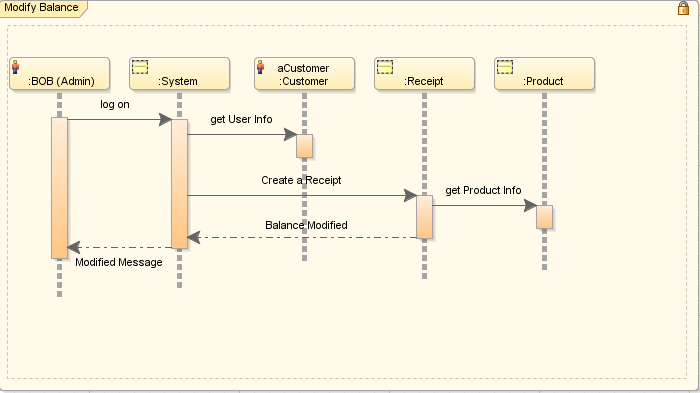 Modify Balance
:BOB (Admin)
:System
aCustomer
:Customer
:Receipt
:Product
log on
get User Info
Create a Receipt
get Product Info
Balance Modified
Modified Message